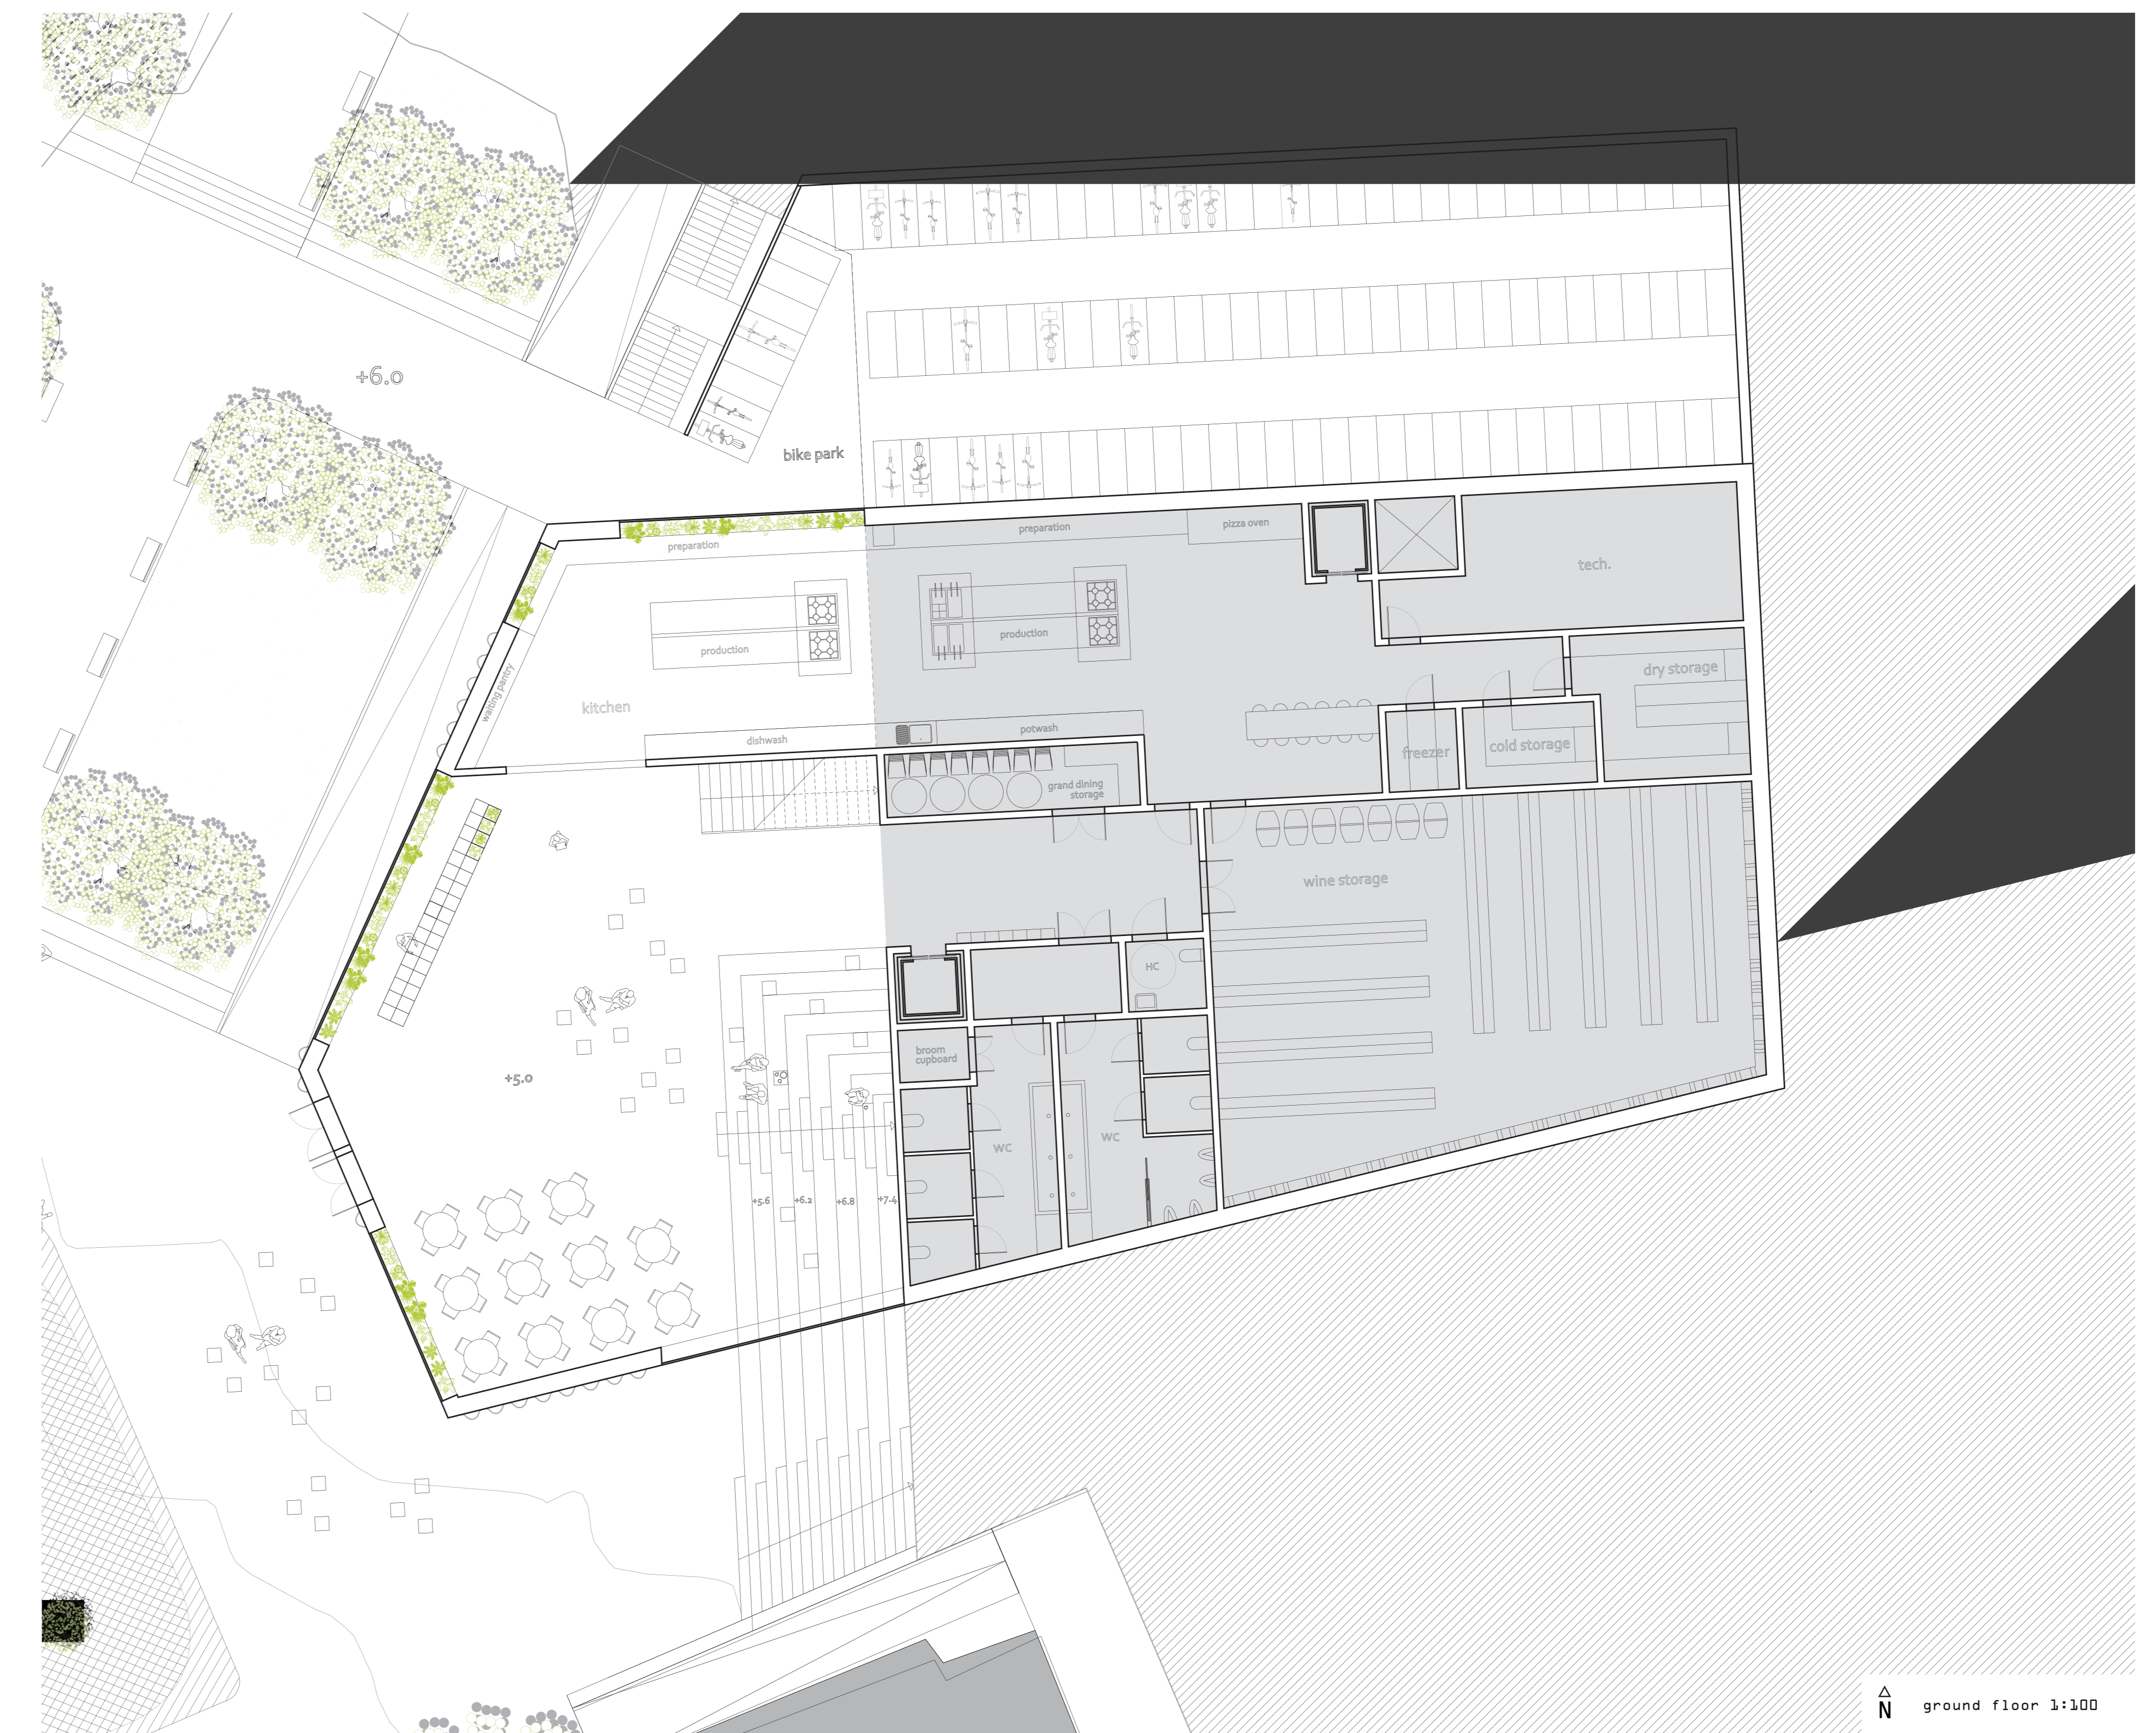 +6.0
bike park
preparation
preparation
pizza oven
tech.
production
production
waiting pantry
kitchen
dry storage
dishwash
potwash
freezer
cold storage
grand dining
storage
wine storage
HC
broom
cupboard
+5.0
WC
WC
+5.6
+6.2
+6.8
+7.4
N
ground floor 1:100